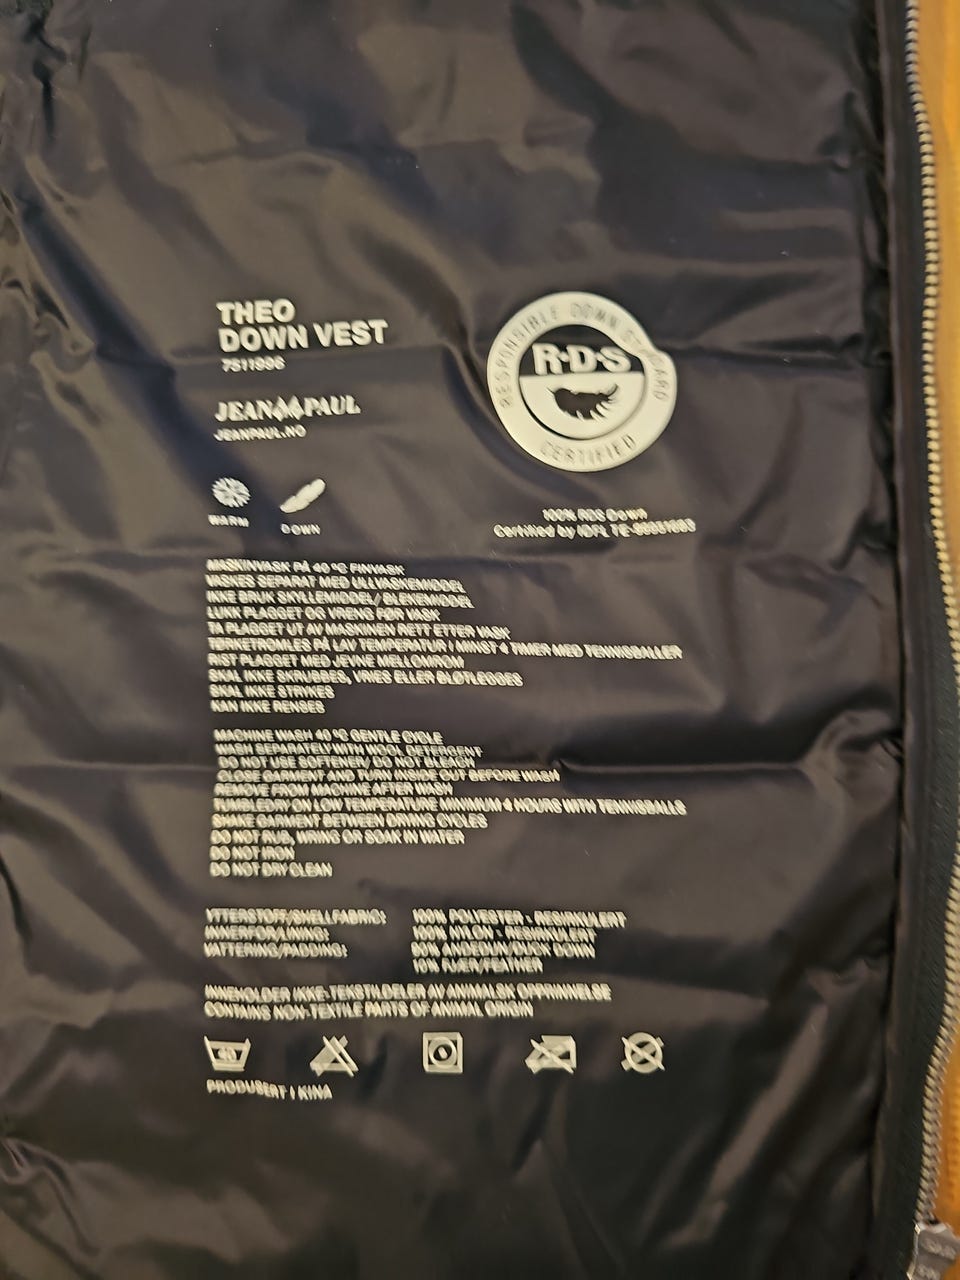 THEO
DOWN VEST
7511996
JEAN PAUL
JEANPAUL.NO
RESPONSIBLE DOWN STANDARD
R·D·S
CERTIFIED
WARM
DOWN
100% RDS Down
Certified by IDFL
MASKINVASK PÅ 40 °C FINVASK
VASKES SEPARAT MED ULLVASKEMIDDEL
IKKE BRUK SKYLLEMIDDEL/ BLEKEMIDDEL
LUKK PLAGGET OG VRENG FØR VASK
TA PLAGGET UT AV MASKINEN RETT ETTER VASK
TØRKETROMLES PÅ LAV TEMPERATUR I MINST 4 TIMER MED TENNISBALLER
RIST PLAGGET MED JEVNE MELLOMROM
SKAL IKKE SKRUBBES, VRIES ELLER BLØTLEGGES
SKAL IKKE STRYKES
KAN IKKE RENSES
MACHINE WASH 40 °C GENTLE CYCLE
WASH SEPARATELY WITH WOOL DETERGENT
DO NOT USE SOFTENER/ DO NOT BLEACH
CLOSE GARMENT AND TURN INSIDE OUT BEFORE WASH
REMOVE FROM MACHINE AFTER WASH
TUMBLEDRY ON LOW TEMPERATURE MINIMUM 4 HOURS WITH TENNISBALLS
SHAKE GARMENT BETWEEN DRYING CYCLES
DO NOT RUB, WRING OR SOAK IN WATER
DO NOT IRON
DO NOT DRY CLEAN
YTTERSTOFF/SHELLFABRIC: 100% POLYESTER - RESIRKULERT
INNERFOR/LINING: 100% NYLON - RESIRKULERT
VATTERING/PADDING: 90% ANDEDUN/DUCK DOWN
10% FJÆR/FEATHER
INNEHOLDER IKKE-TEKSTILDELER AV ANIMALSK OPPRINNELSE
CONTAINS NON-TEXTILE PARTS OF ANIMAL ORIGIN
40
PRODUSERT I KINA